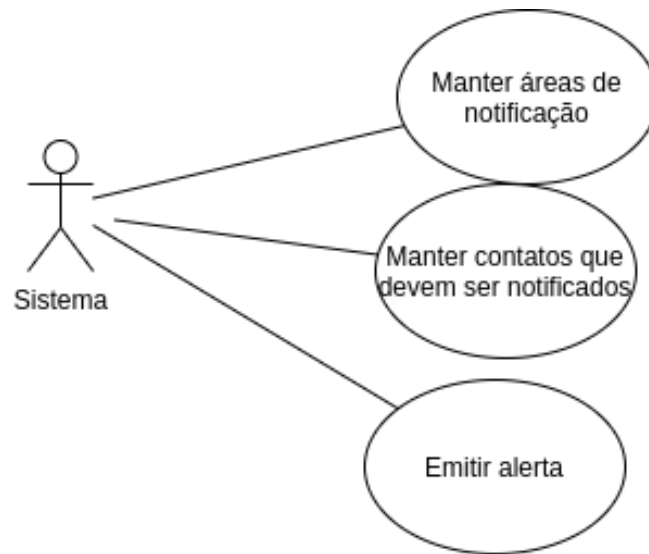 Manter áreas de
notificação
Manter contatos que
devem ser notificados
Sistema
Emitir alerta